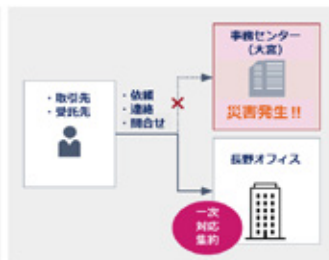 ・取引先
・受託先
・依頼
・連絡
・問合せ
事務センター
(大宮)
災害発生!!
長野オフィス
一次
対応
集約